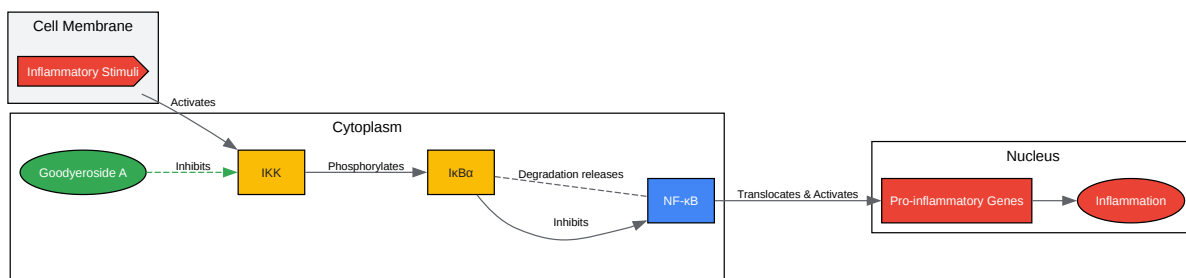 Cell Membrane
Inflammatory Stimuli
Activates
Cytoplasm
Goodyeroside A
Inhibits
IKK
Phosphorylates
IκBα
Degradation releases
Inhibits
NF-κB
Translocates & Activates
Nucleus
Pro-inflammatory Genes
Inflammation